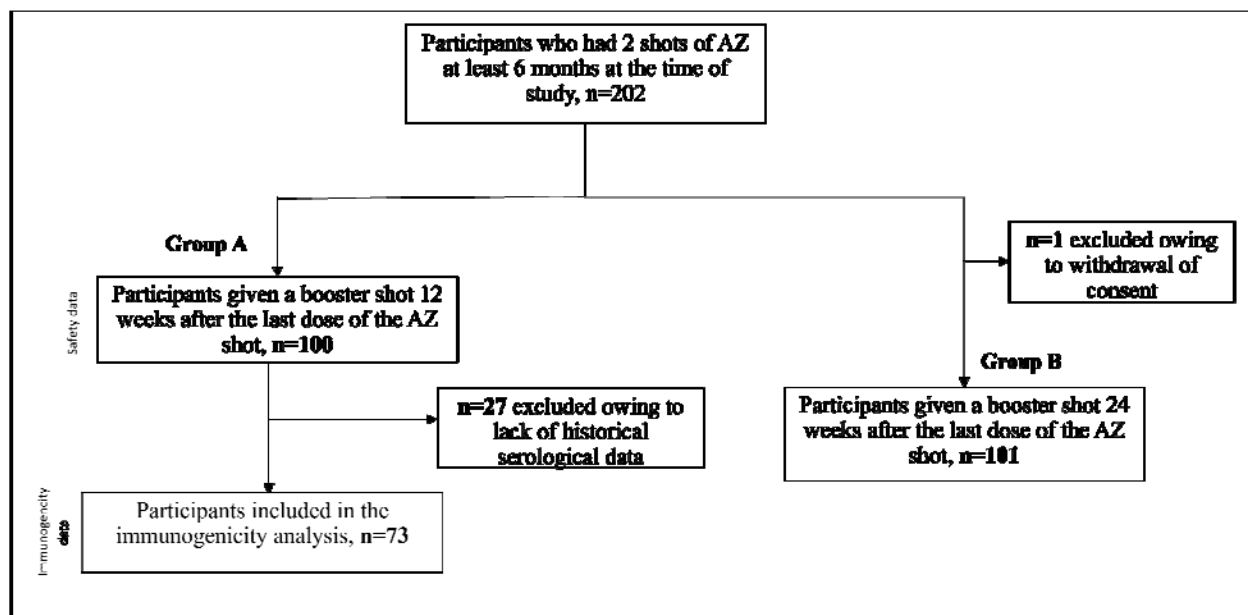 Participants who had 2 shots of AZ
at least 6 months at the time of
study, n=202
Group A
n=1 excluded owing
to withdrawal of
consent
Participants given a booster shot 12
weeks after the last dose of the AZ
shot, n=100
Safety data
Group B
n=27 excluded owing to
lack of historical
serological data
Participants given a booster shot 24
weeks after the last dose of the AZ
shot, n=101
Participants included in the
immunogenicity analysis, n=73
Immunogencity
data